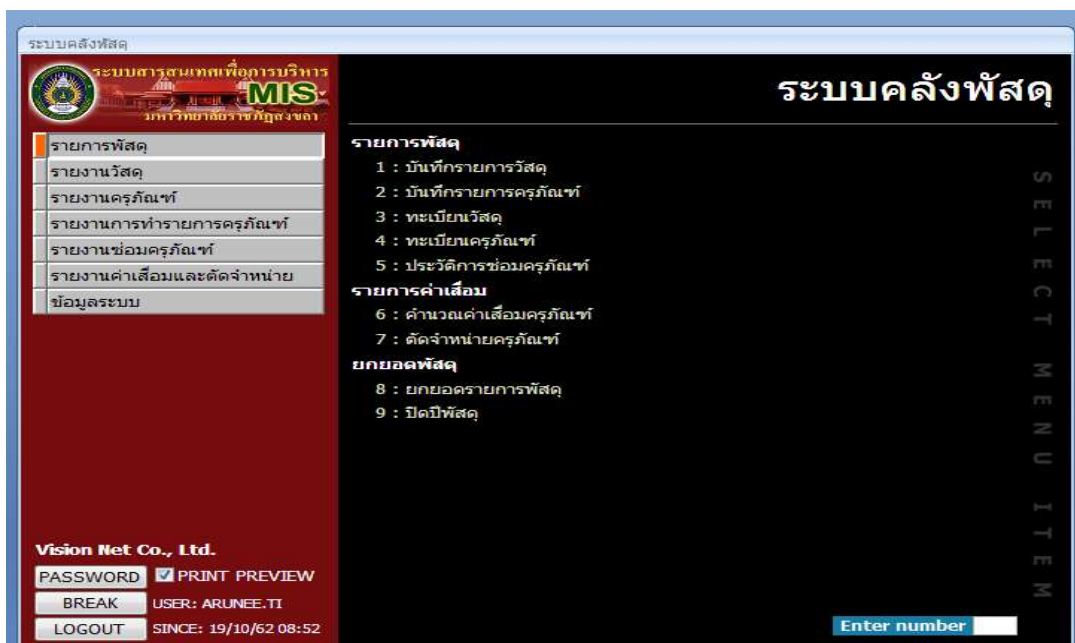 ระบบคลังพัสดุ
ระบบสารสนเทศเพื่อการบริหาร
MIS
มหาวิทยาลัยราชภัฏสงขลา
ระบบคลังพัสดุ
รายการพัสดุ
รายงานวัสดุ
รายงานครุภัณฑ์
รายงานการทำรายการครุภัณฑ์
รายงานซ่อมครุภัณฑ์
รายงานค่าเสื่อมและตัดจำหน่าย
ข้อมูลระบบ
รายการพัสดุ
1 : บันทึกรายการวัสดุ
2 : บันทึกรายการครุภัณฑ์
3 : ทะเบียนวัสดุ
4 : ทะเบียนครุภัณฑ์
5 : ประวัติการซ่อมครุภัณฑ์
รายการค่าเสื่อม
6 : คำนวณค่าเสื่อมครุภัณฑ์
7 : ตัดจำหน่ายครุภัณฑ์
ยกยอดพัสดุ
8 : ยกยอดรายการพัสดุ
9 : ปิดปีพัสดุ
SELECT MENU ITEM
Vision Net Co., Ltd.
PASSWORD PRINT PREVIEW
BREAK USER: ARUNEE.TI
LOGOUT SINCE: 19/10/62 08:52
Enter number